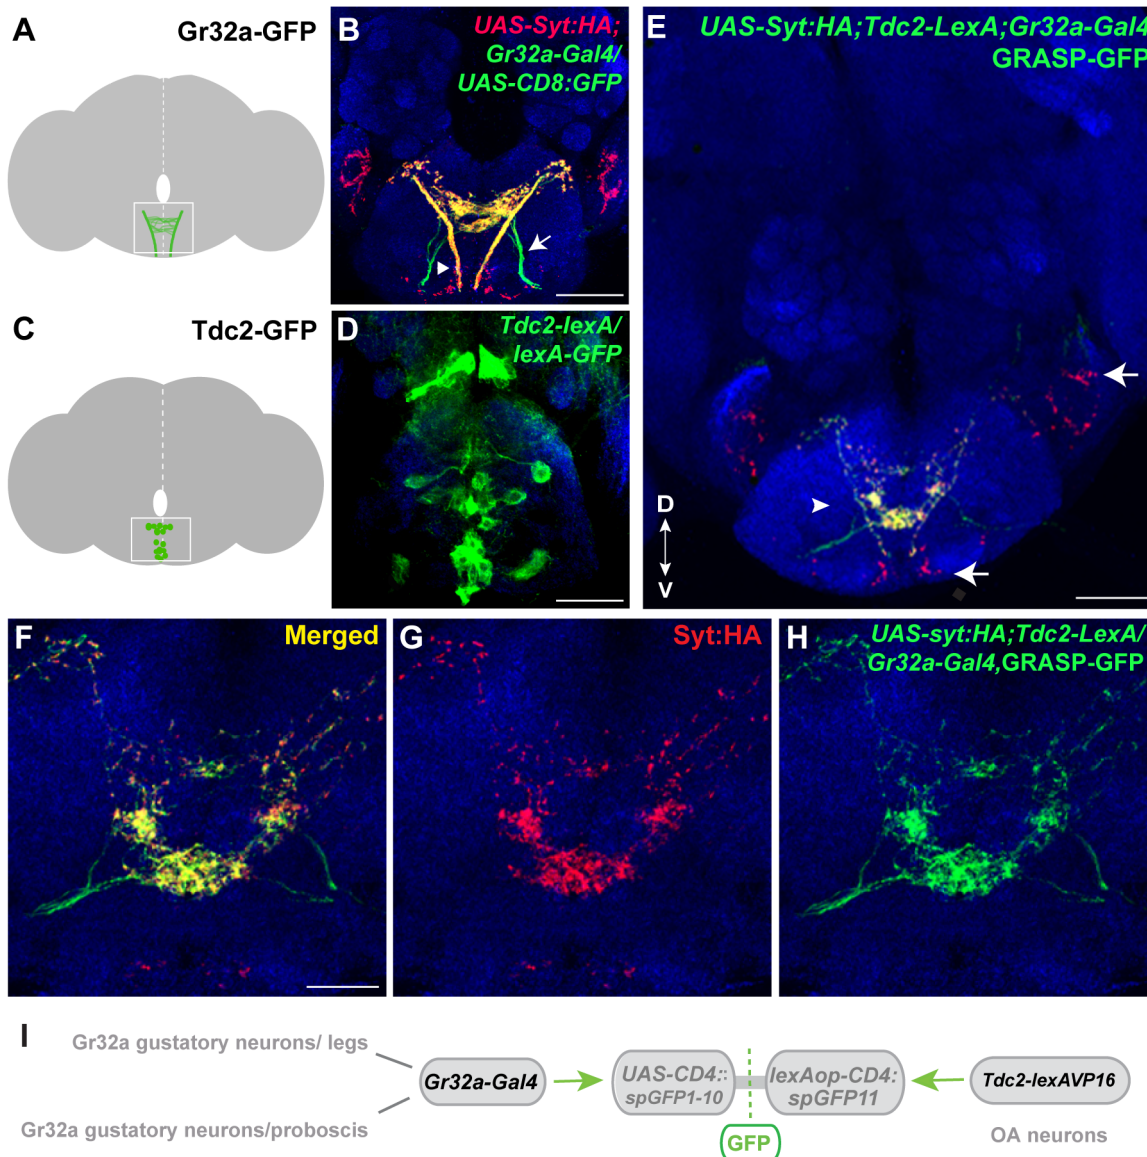 A
Gr32a-GFP
B
UAS-Syt:HA;
Gr32a-Gal4/
UAS-CD8:GFP
C
Tdc2-GFP
D
Tdc2-lexA/
lexA-GFP
E
UAS-Syt:HA;Tdc2-LexA;Gr32a-Gal4
GRASP-GFP
D
V
F
Merged
G
Syt:HA
H
UAS-syt:HA;Tdc2-LexA/
Gr32a-Gal4,GRASP-GFP
I
Gr32a gustatory neurons/ legs
Gr32a gustatory neurons/proboscis
Gr32a-Gal4
UAS-CD4::
spGFP1-10
lexAop-CD4:
spGFP11
GFP
Tdc2-lexAVP16
OA neurons